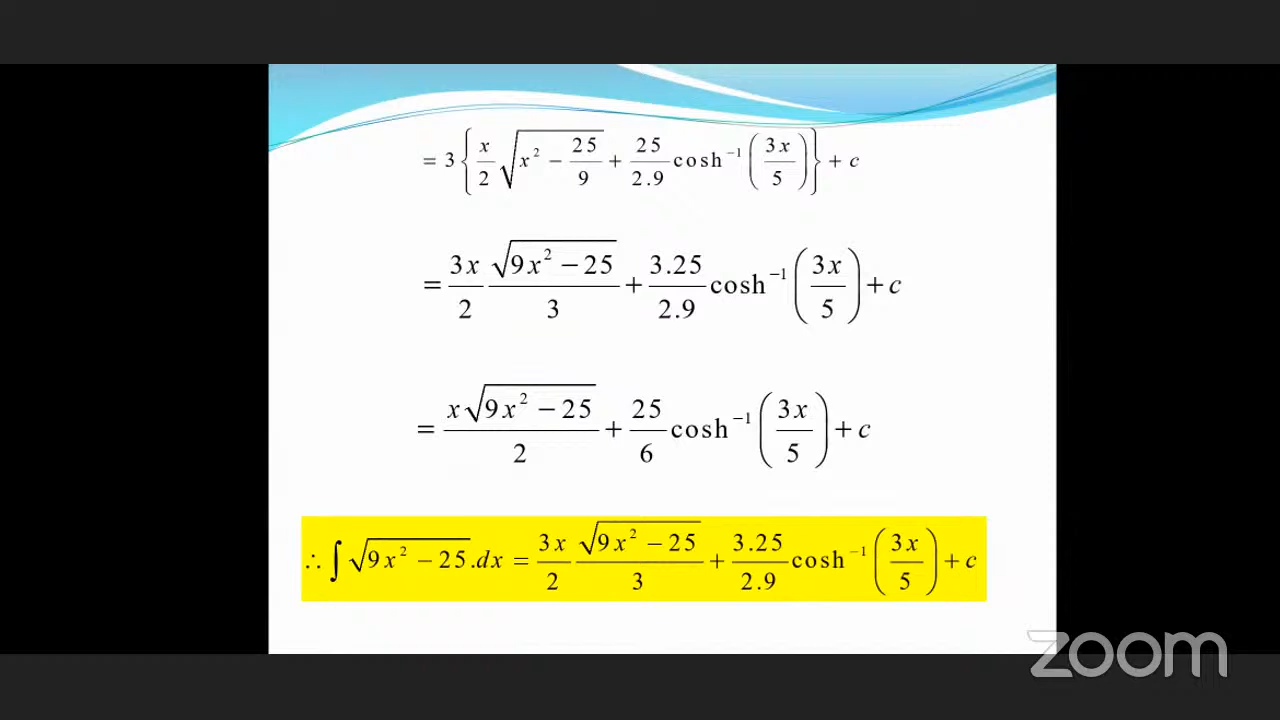 = 3 { x/2 √(x² − 25/9) + 25/2.9 cosh⁻¹ (3x/5) } + c
= 3x/2 √(9x² − 25)/3 + 3.25/2.9 cosh⁻¹ (3x/5) + c
= x√(9x² − 25)/2 + 25/6 cosh⁻¹ (3x/5) + c
∴ ∫ √(9x² − 25).dx = 3x/2 √(9x² − 25)/3 + 3.25/2.9 cosh⁻¹ (3x/5) + c
zoom